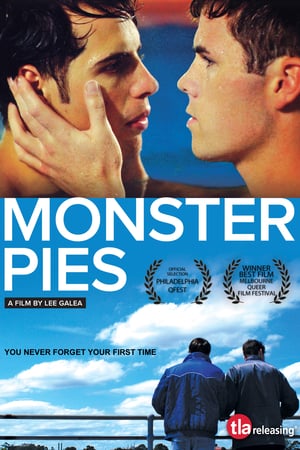 MONSTER
PIES
A FILM BY LEE GALEA
OFFICIAL
SELECTION
PHILADELPHIA
QFEST
WINNER
BEST FILM
MELBOURNE
QUEER
FILM FESTIVAL
YOU NEVER FORGET YOUR FIRST TIME
tla releasing